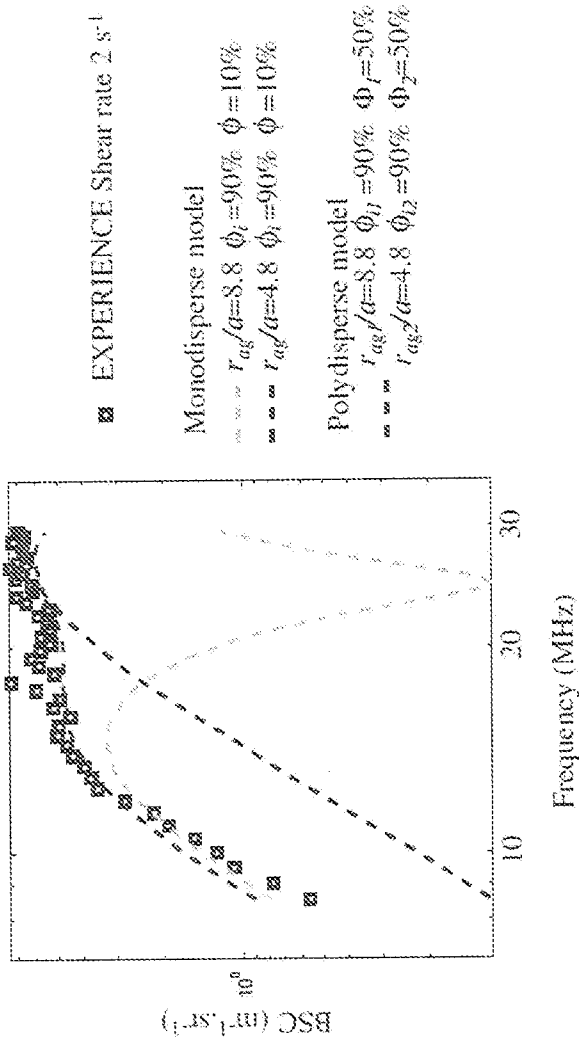 BSC (m⁻¹.sr⁻¹)
10⁰
10
20
30
Frequency (MHz)
EXPERIENCE Shear rate 2 s⁻¹
Monodisperse model
r_ag/a=8.8 ϕ_i=90% ϕ=10%
r_ag/a=4.8 ϕ_i=90% ϕ=10%
Polydisperse model
r_ag1/a=8.8 ϕ_i1=90% Φ_1=50%
r_ag2/a=4.8 ϕ_i2=90% Φ_2=50%